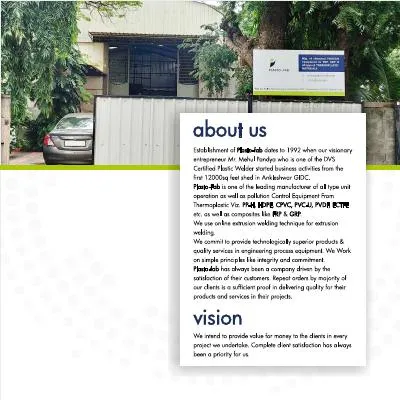 PLASTO-FAB
about us
Establishment of Plasto-fab dates to 1992 when our visionary
entrepreneur Mr. Mehul Pandya who is one of the DVS
Certified Plastic Welder started business activities from the
first 12000sq feet shed in Ankleshwar GIDC.
Plasto-Fab is one of the leading manufacturer of all type unit
operation as well as pollution Control Equipment From
Thermoplastic Viz. PP-H, HDPE, CPVC, PVC-U, PVDF, ECTFE
etc. as well as composites like FRP & GRP.
We use online extrusion welding technique for extrusion
welding.
We commit to provide technologically superior products &
quality services in engineering process equipment. We Work
on simple principles like integrity and commitment.
Plasto-fab has always been a company driven by the
satisfaction of their customers. Repeat orders by majority of
our clients is a sufficient proof in delivering quality for their
products and services in their projects.
vision
We intend to provide value for money to the clients in every
project we undertake. Complete client satisfaction has always
been a priority for us.